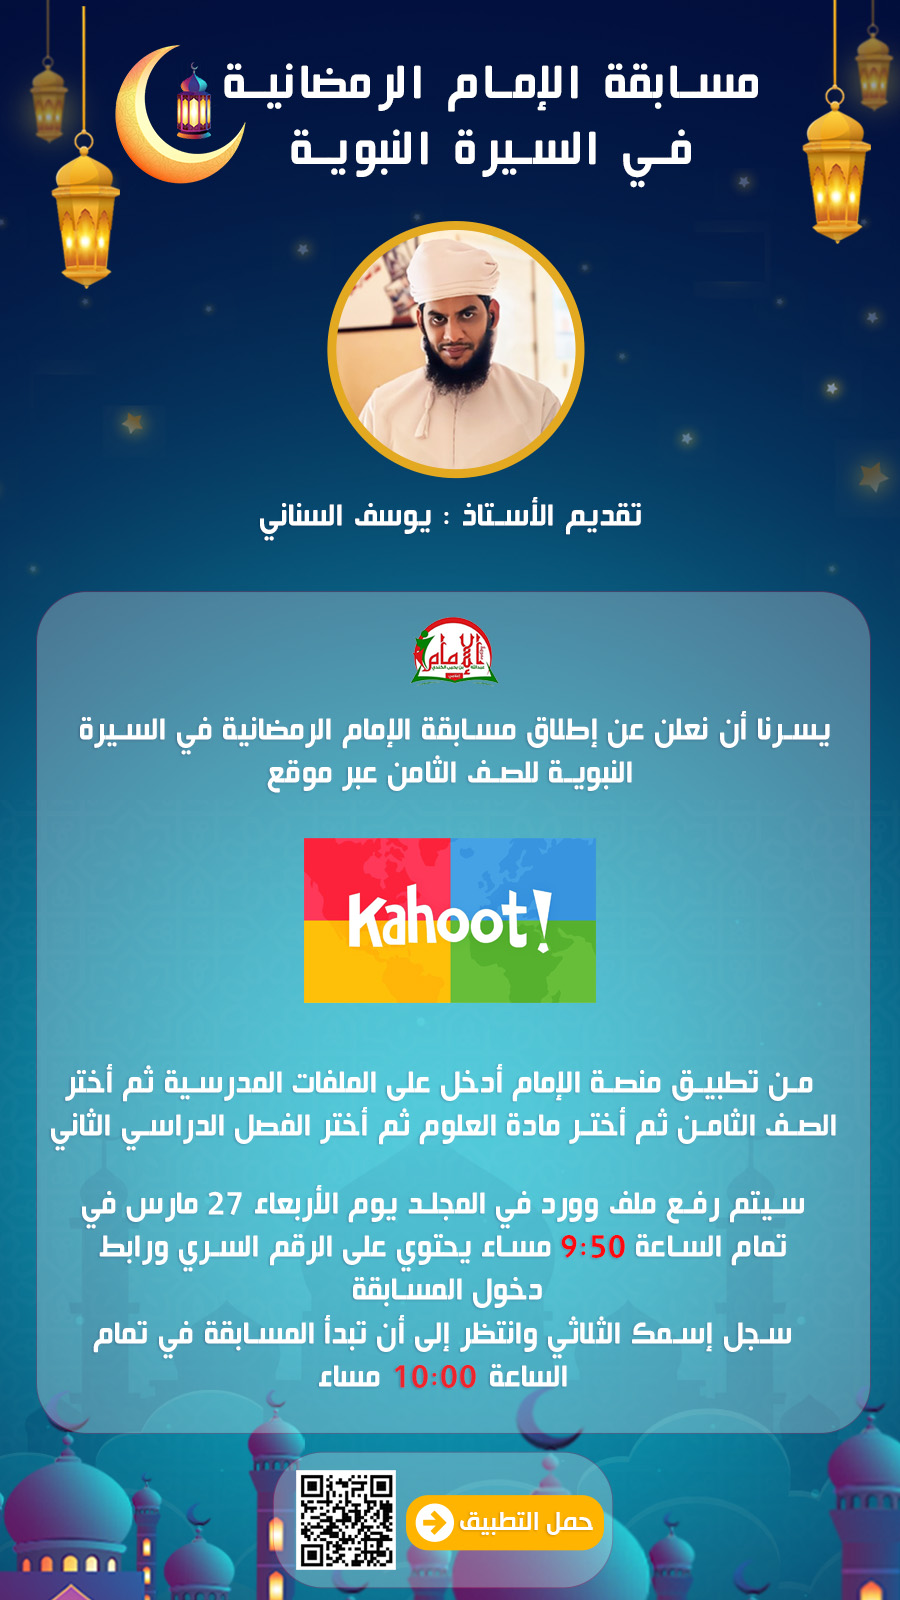 مسابقة الإمام الرمضانية
في السيرة النبوية
تقديم الأستاذ : يوسف السناني
الإمام
عبدالله بن يحيى الكندي
يسرنا أن نعلن عن إطلاق مسابقة الإمام الرمضانية في السيرة
النبوية للصف الثامن عبر موقع
Kahoot!
من تطبيق منصة الإمام أدخل على الملفات المدرسية ثم أختر
الصف الثامن ثم أختر مادة العلوم ثم أختر الفصل الدراسي الثاني
سيتم رفع ملف وورد في المجلد يوم الأربعاء 27 مارس في
تمام الساعة 9:50 مساء يحتوي على الرقم السري ورابط
دخول المسابقة
سجل إسمك الثلاثي وانتظر إلى أن تبدأ المسابقة في تمام
الساعة 10:00 مساء
حمل التطبيق